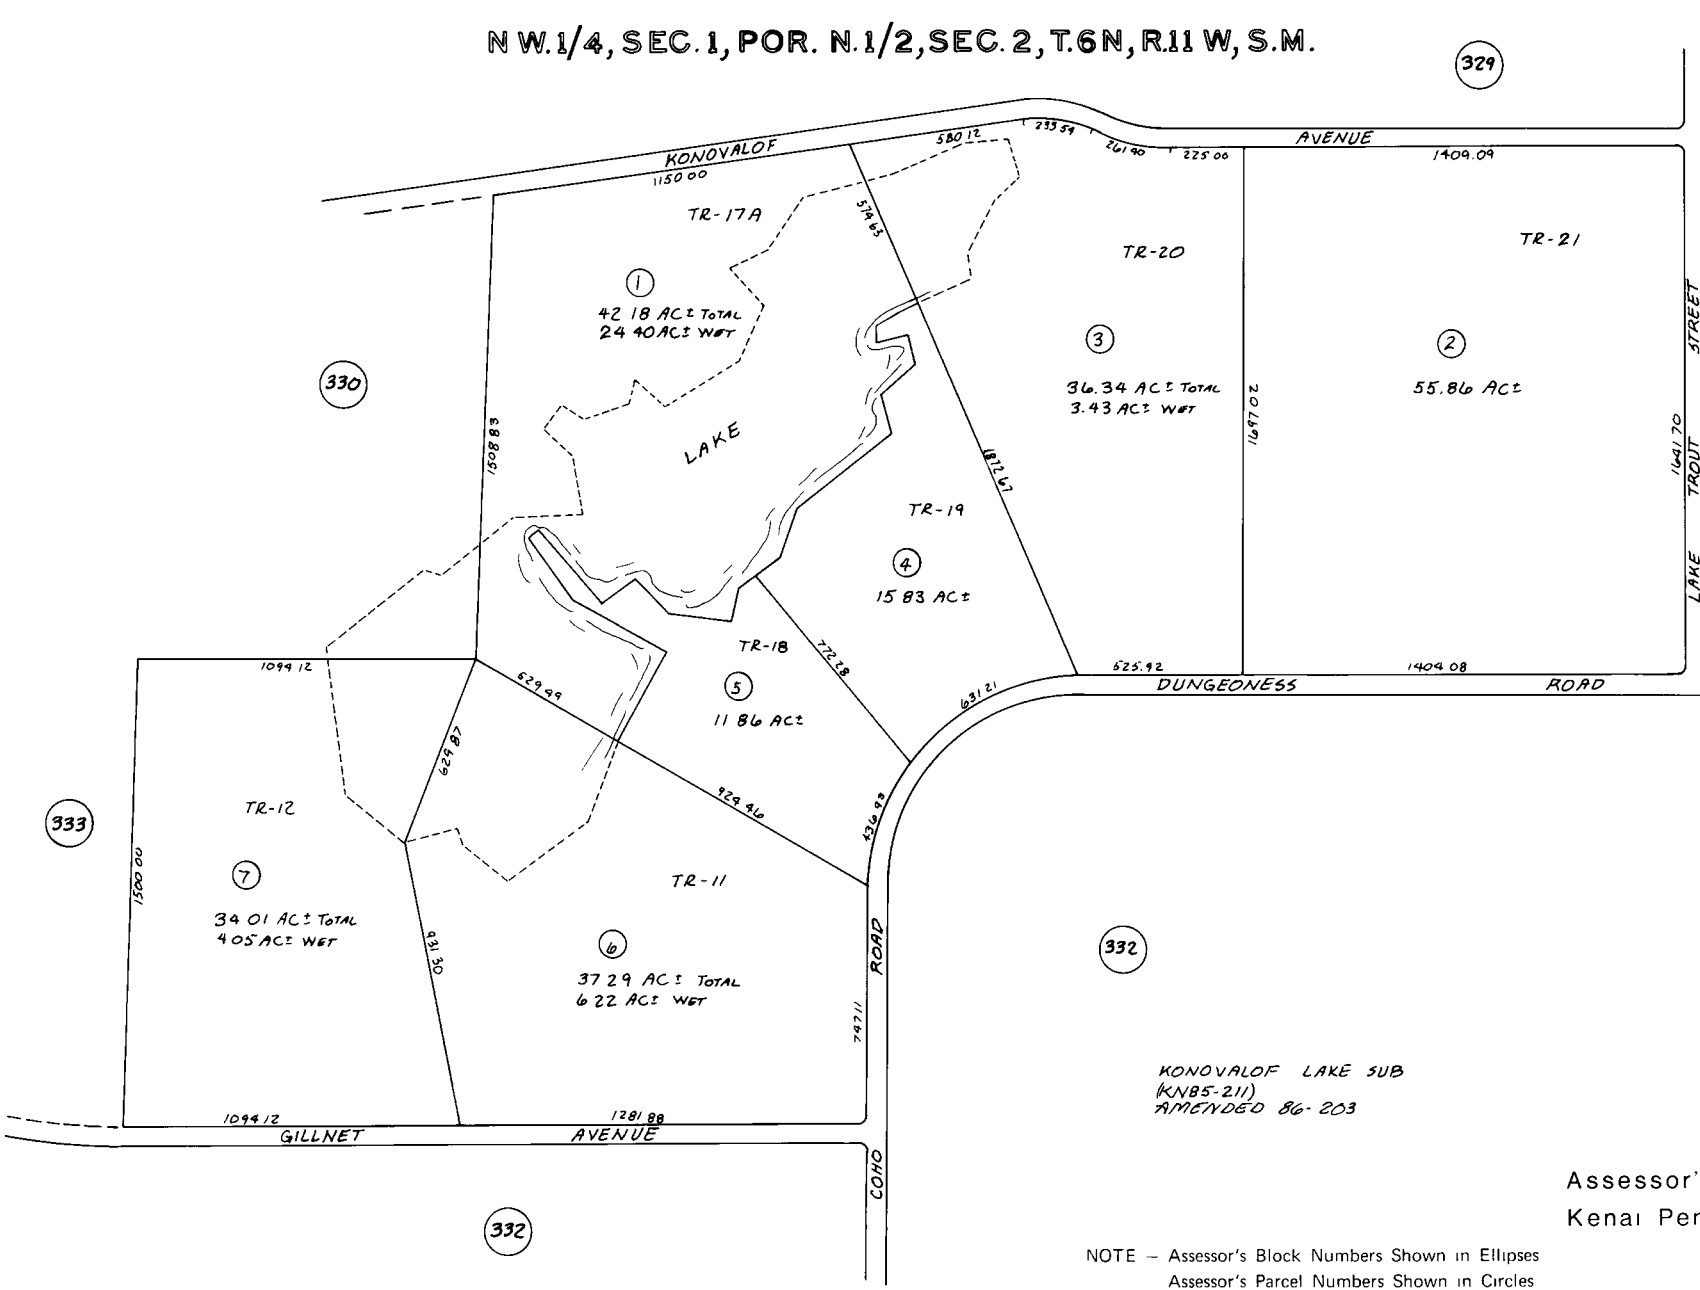 N W. 1/4, SEC. 1, POR. N. 1/2, SEC. 2, T. 6 N, R. 11 W, S.M.
329
KONOVALOF
AVENUE
1150 00
580 12
233 54
261 90
225 00
1409.09
TR-17A
1
42 18 AC± TOTAL
24 40 AC± WET
574 63
TR-20
3
36.34 AC± TOTAL
3.43 AC± WET
TR-21
2
55.86 AC±
LAKE TROUT STREET
1641 70
1697 02
330
1508 83
LAKE
1872 67
TR-19
4
15 83 AC±
TR-18
5
11 86 AC±
772 28
1094 12
629 49
629 87
631 21
436 93
924 46
525.92
1404 08
DUNGENESS
ROAD
333
TR-12
7
34 01 AC± TOTAL
4 05 AC± WET
1500 00
931 30
TR-11
6
37 29 AC± TOTAL
6 22 AC± WET
747 11
COHO ROAD
332
1094 12
1281 88
GILLNET
AVENUE
332
KONOVALOF LAKE SUB
(KN85-211)
AMENDED 86-203
Assessor'
Kenai Per
NOTE – Assessor's Block Numbers Shown in Ellipses
Assessor's Parcel Numbers Shown in Circles